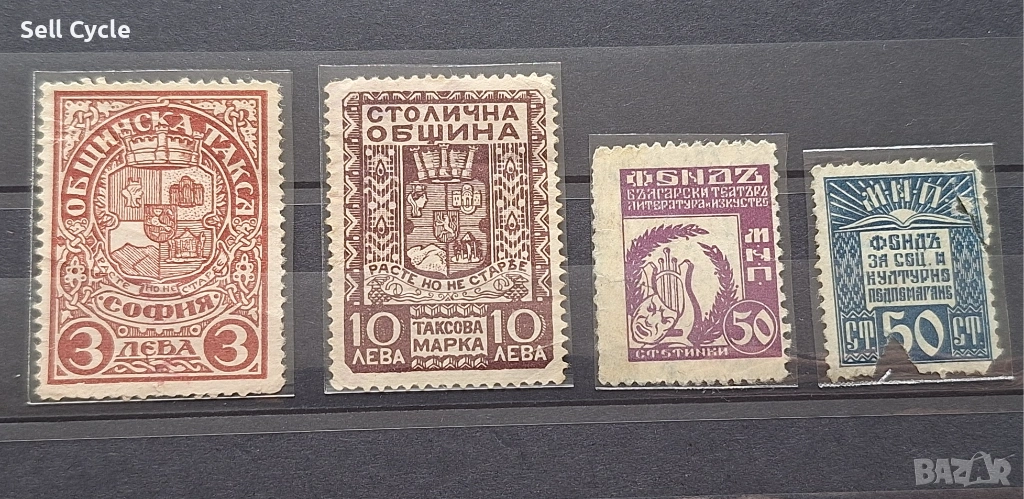 Sell Cycle
ОБЩИНСКА ТАКСА
РАСТЕ НО НЕ СТАРѢЕ
СОФИЯ
3 ЛЕВА 3
СТОЛИЧНА
ОБЩИНА
РАСТЕ, НО НЕ СТАРѢЕ
10 ТАКСОВА 10
ЛЕВА МАРКА ЛЕВА
ФОНДЪ
БЪЛГАРСКИ ТЕАТЪРЪ
ЛИТЕРАТУРА И ИЗКУСТВО
МНП
50
СТОТИНКИ
МНП
ФОНДЪ
ЗА СОЦ. И
КУЛТУРНО
ПОДПОМАГАНЕ
СТ 50 СТ
BAZAR